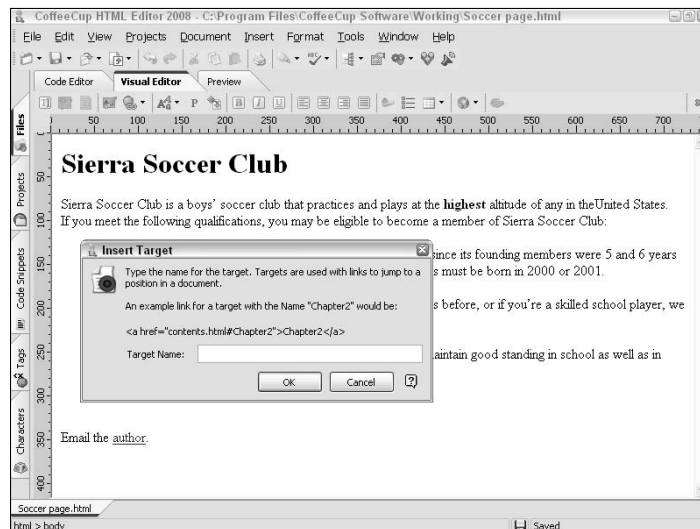 CoffeeCup HTML Editor 2008 - C:\Program Files\CoffeeCup Software\Working\Soccer page.html
File Edit View Projects Document Insert Format Tools Window Help
Code Editor Visual Editor Preview
50 100 150 200 250 300 350 400 450 500 550 600 650 700
Files
Projects
Code Snippets
Tags
Characters
50
100
150
200
250
300
350
400
Sierra Soccer Club
Sierra Soccer Club is a boys' soccer club that practices and plays at the highest altitude of any in theUnited States.
If you meet the following qualifications, you may be eligible to become a member of Sierra Soccer Club:
since its founding members were 5 and 6 years
s must be born in 2000 or 2001.
s before, or if you're a skilled school player, we
aintain good standing in school as well as in
Insert Target
Type the name for the target. Targets are used with links to jump to a
position in a document.
An example link for a target with the Name "Chapter2" would be:
<a href="contents.html#Chapter2">Chapter2</a>
Target Name:
OK Cancel
Email the author.
Soccer page.html
html > body Saved